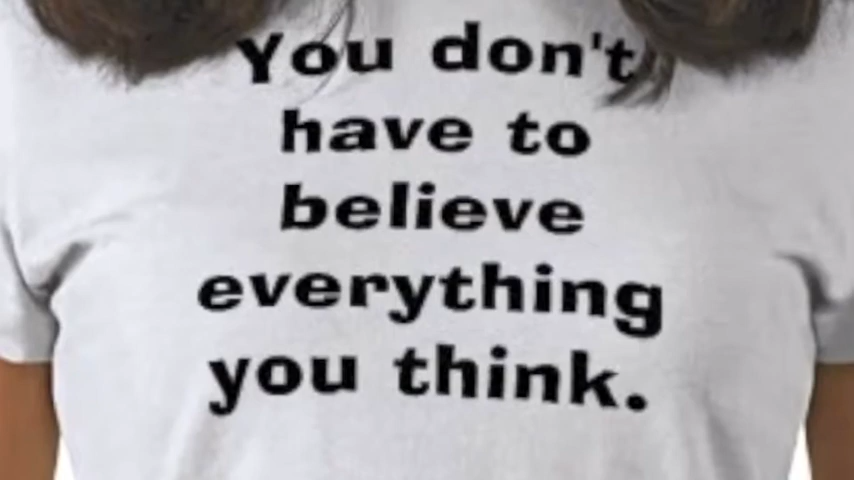 You don't
have to
believe
everything
you think.